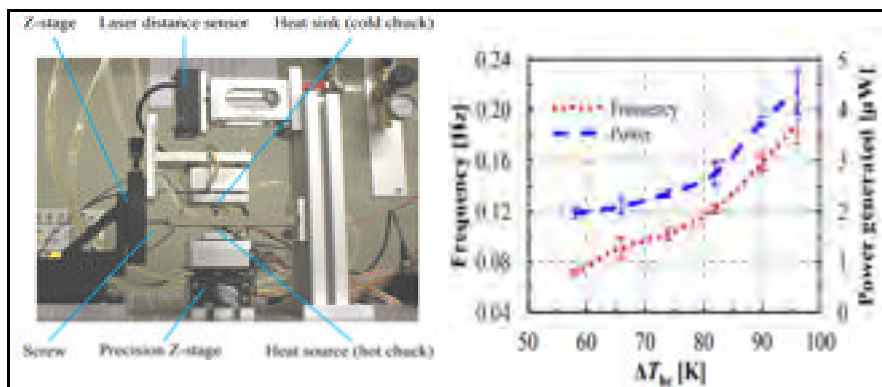 Z-stage Laser distance sensor Heat sink (cold chuck)
Screw Precision Z-stage Heat source (hot chuck)
Frequency [Hz]
0.24
0.20
0.16
0.12
0.08
0.04
Frequency
Power
5
4
3
2
1
0
Power generated [μW]
50 60 70 80 90 100
ΔThc [K]